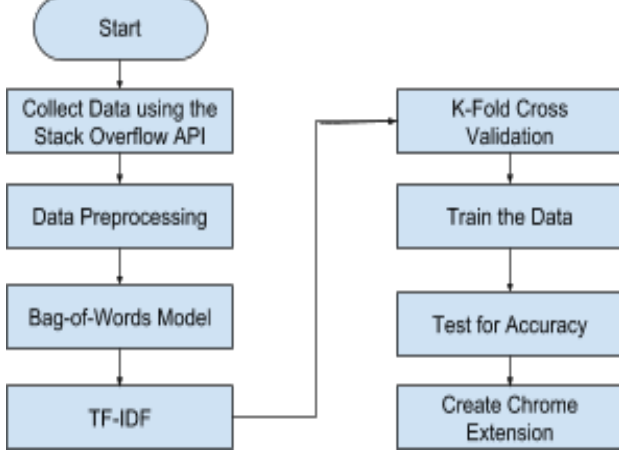 Start
Collect Data using the
Stack Overflow API
Data Preprocessing
Bag-of-Words Model
TF-IDF
K-Fold Cross
Validation
Train the Data
Test for Accuracy
Create Chrome
Extension